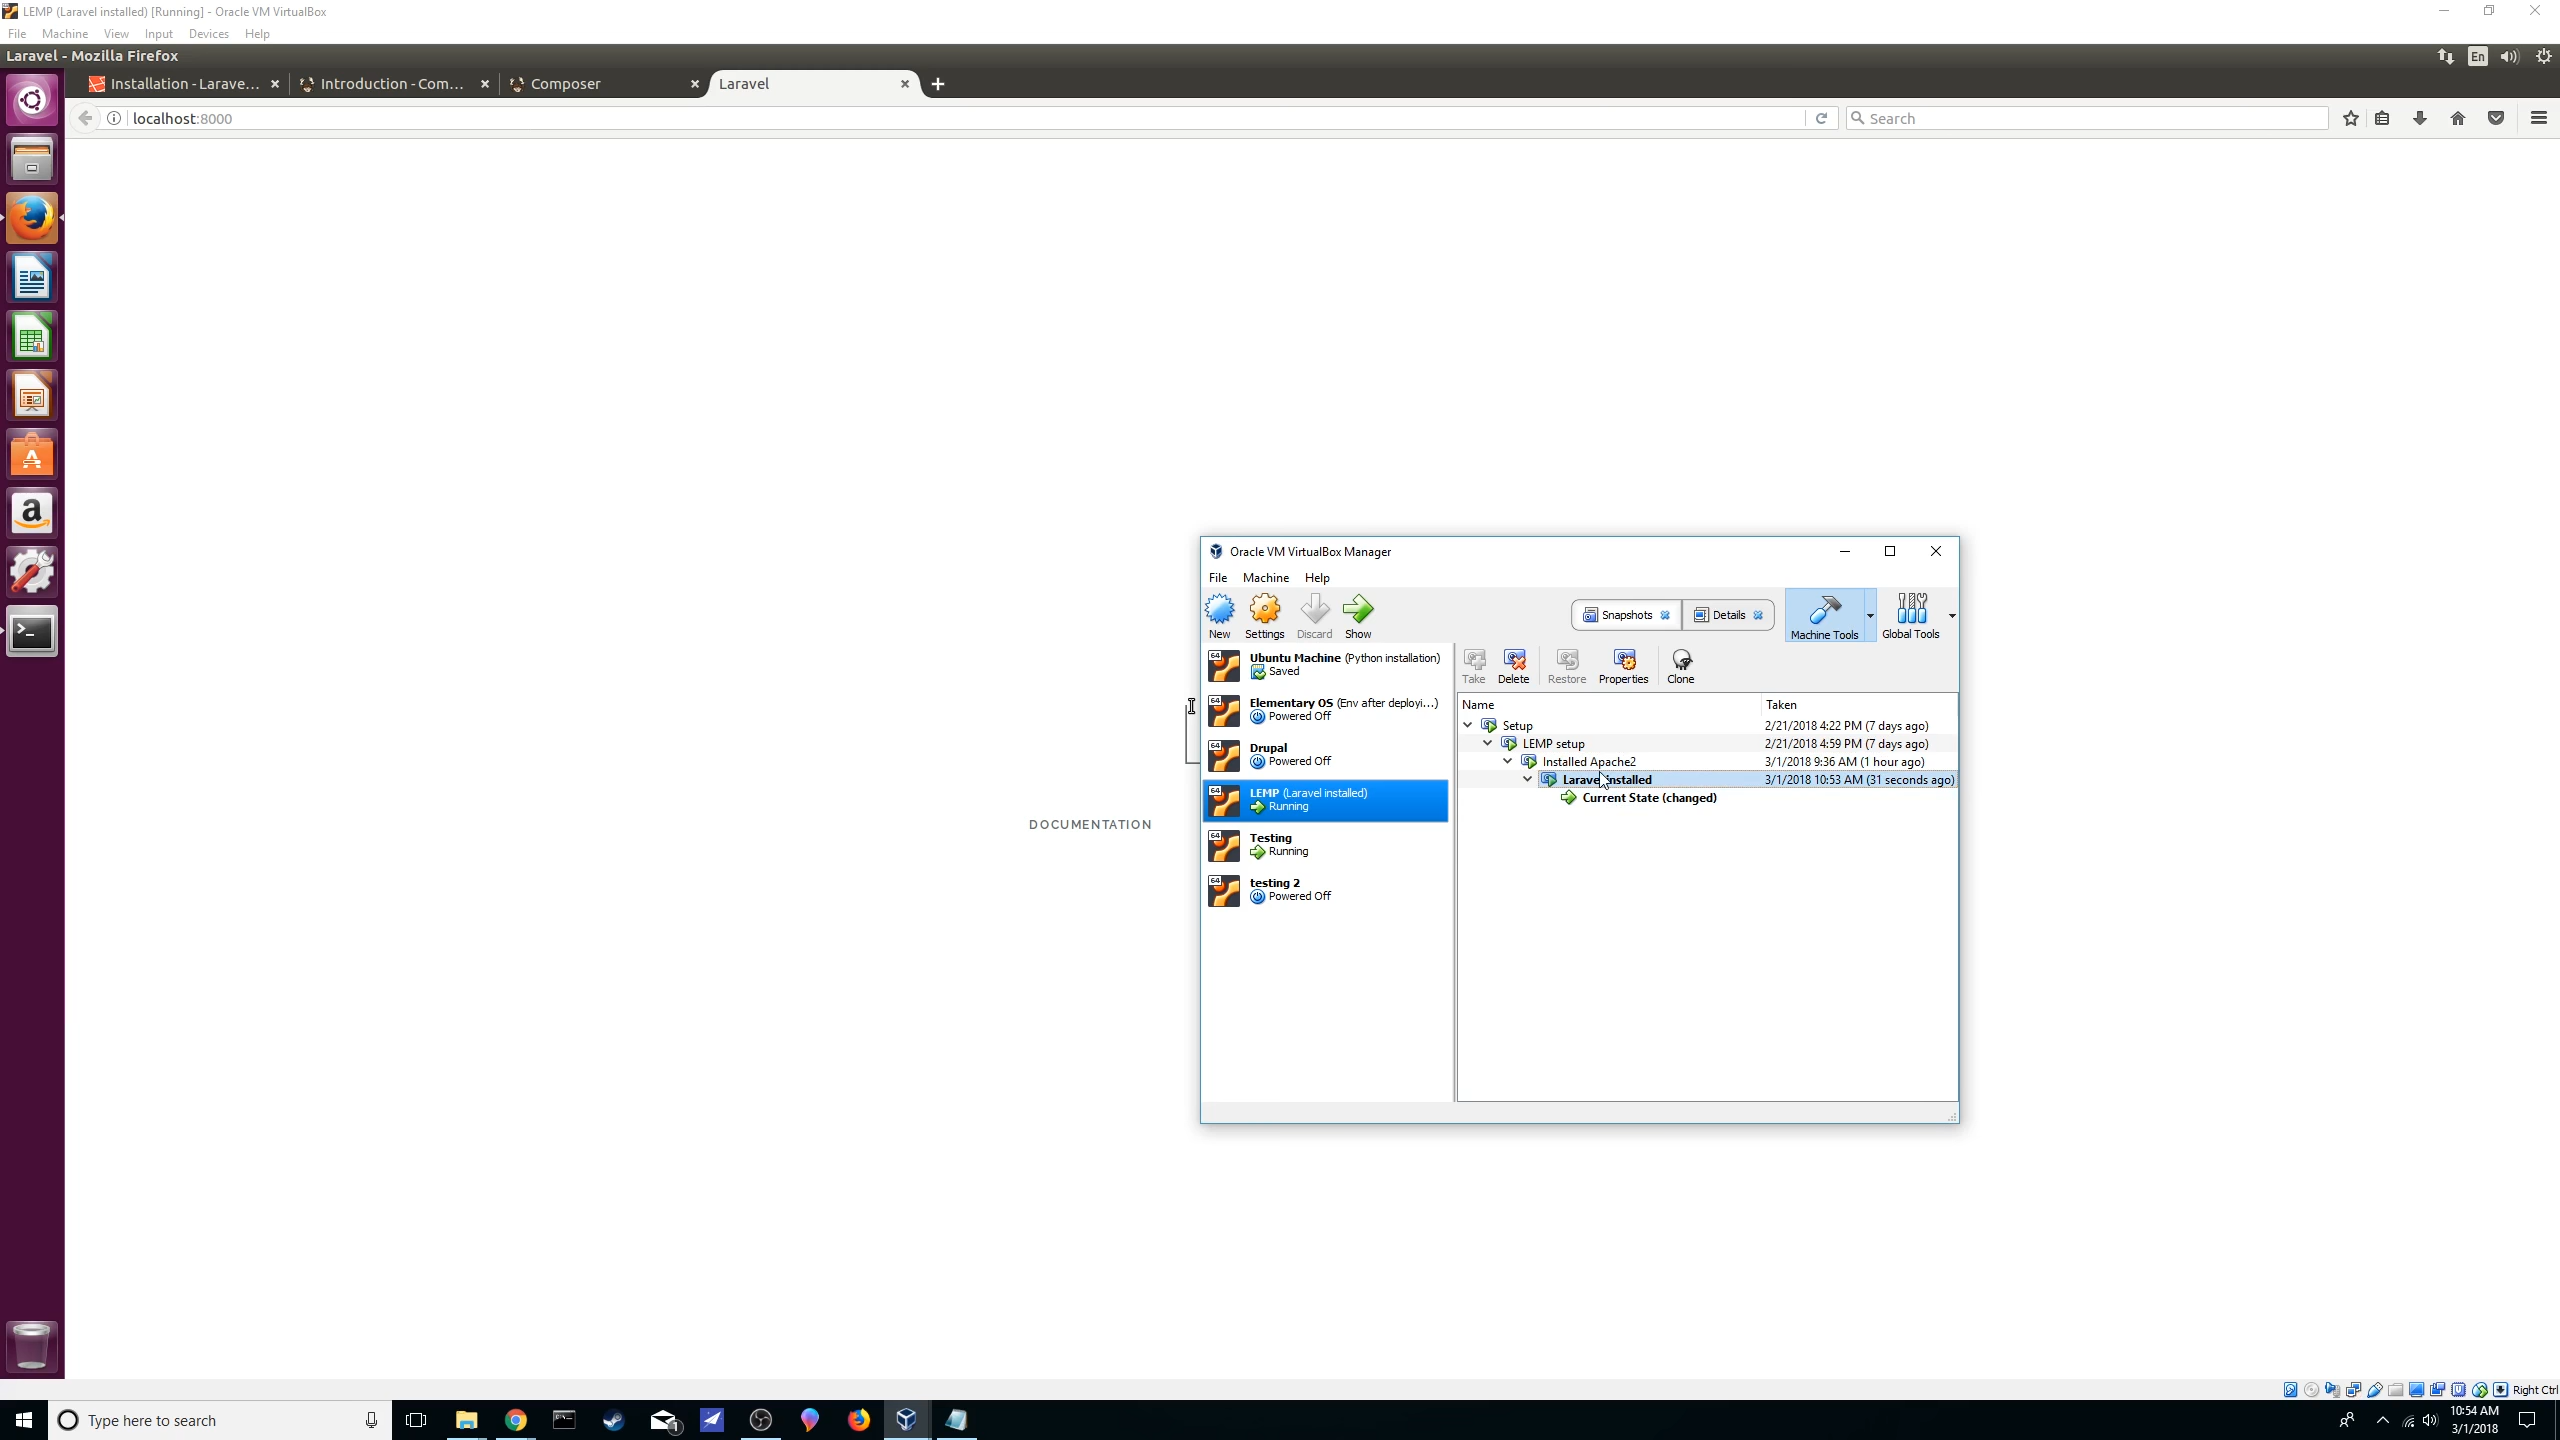 LEMP (Laravel installed) [Running] - Oracle VM VirtualBox
File Machine View Input Devices Help
Laravel - Mozilla Firefox
En
Installation - Larave...
Introduction - Com...
Composer
Laravel
localhost:8000
Search
DOCUMENTATION
Oracle VM VirtualBox Manager
File Machine Help
New Settings Discard Show
Snapshots Details
Machine Tools Global Tools
Ubuntu Machine (Python installation)
Saved
Elementary OS (Env after deployi...)
Powered Off
Drupal
Powered Off
LEMP (Laravel installed)
Running
Testing
Running
testing 2
Powered Off
Take Delete Restore Properties Clone
Name Taken
Setup 2/21/2018 4:22 PM (7 days ago)
LEMP setup 2/21/2018 4:59 PM (7 days ago)
Installed Apache2 3/1/2018 9:36 AM (1 hour ago)
Laravel installed 3/1/2018 10:53 AM (31 seconds ago)
Current State (changed)
Right Ctrl
Type here to search
1
10:54 AM
3/1/2018